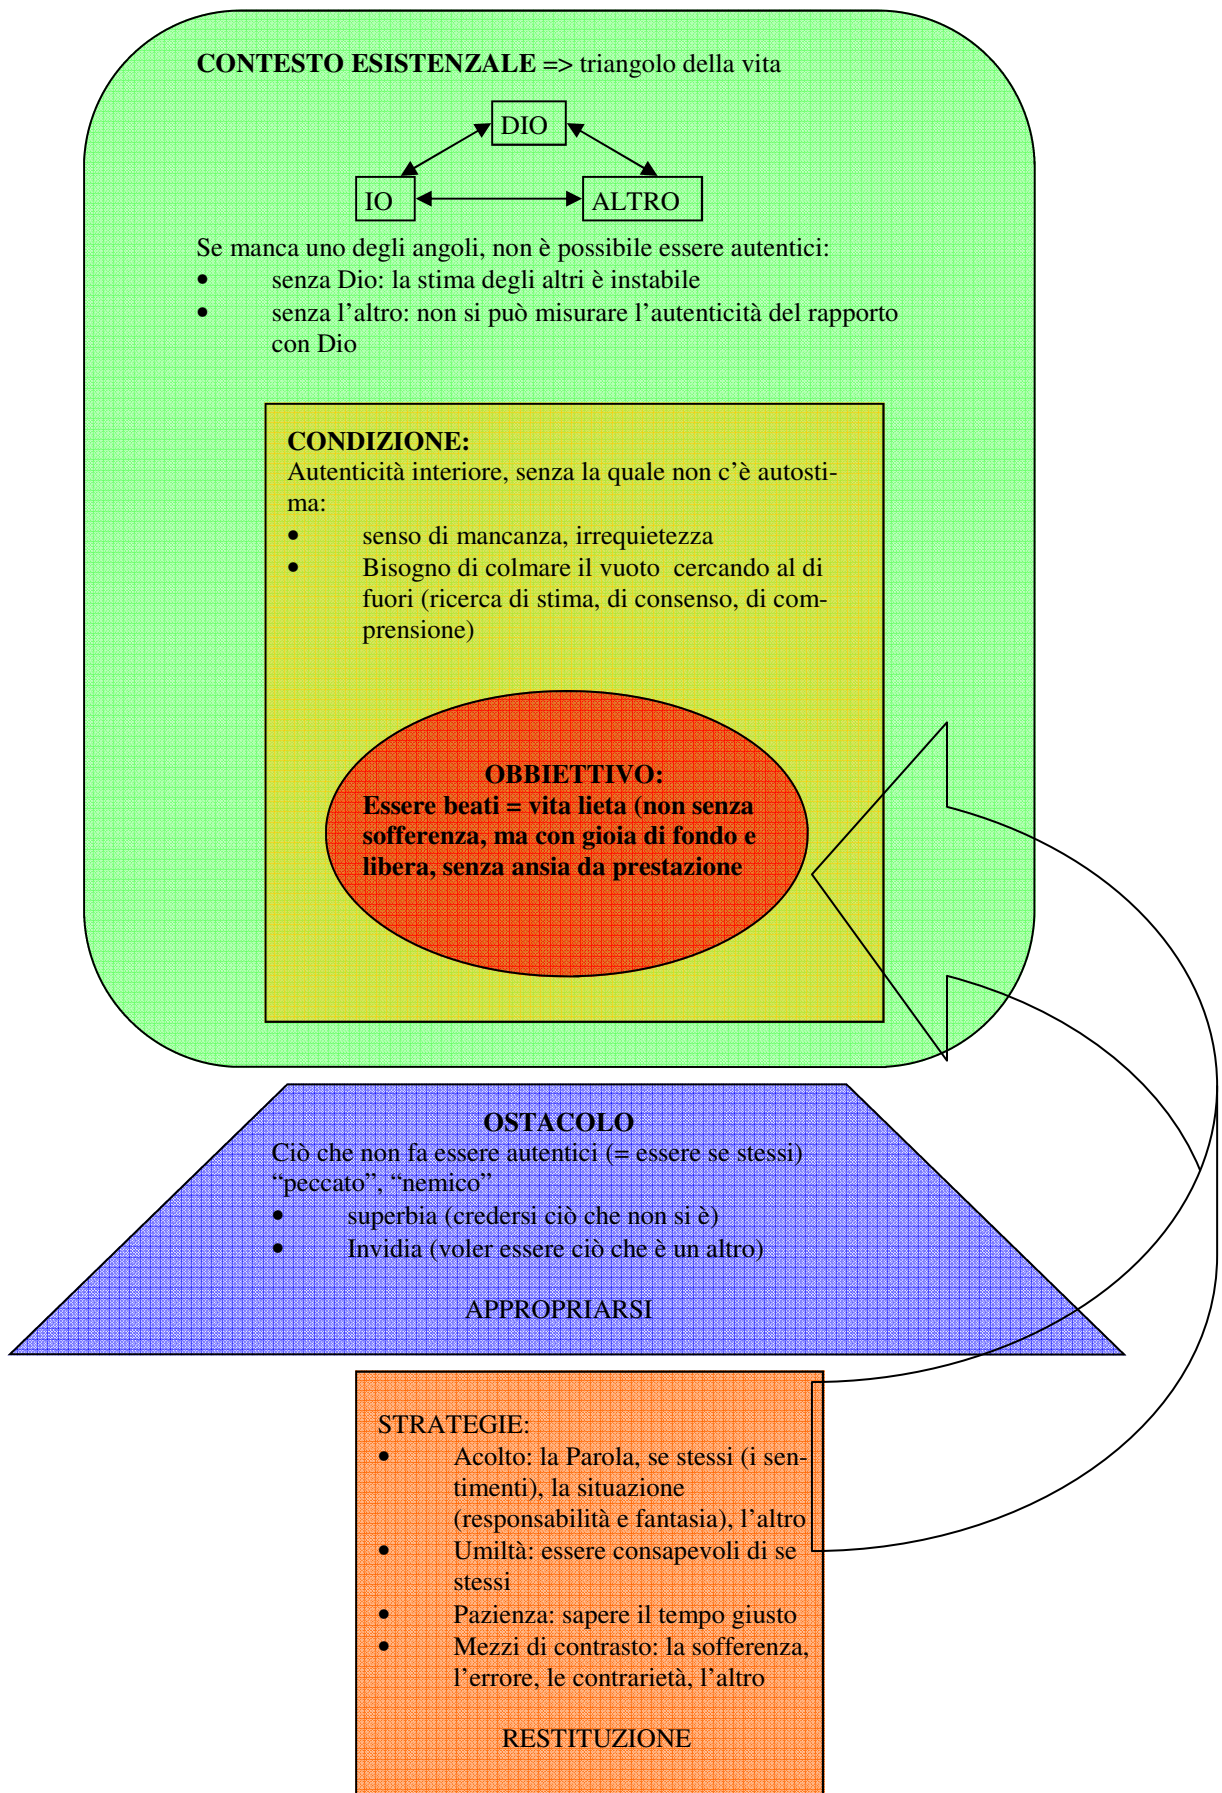 CONTESTO ESISTENZALE => triangolo della vita
DIO
IO
ALTRO
Se manca uno degli angoli, non è possibile essere autentici:
• senza Dio: la stima degli altri è instabile
• senza l’altro: non si può misurare l’autenticità del rapporto
con Dio
CONDIZIONE:
Autenticità interiore, senza la quale non c’è autosti-
ma:
• senso di mancanza, irrequietezza
• Bisogno di colmare il vuoto cercando al di
fuori (ricerca di stima, di consenso, di com-
prensione)
OBBIETTIVO:
Essere beati = vita lieta (non senza
sofferenza, ma con gioia di fondo e
libera, senza ansia da prestazione
OSTACOLO
Ciò che non fa essere autentici (= essere se stessi)
“peccato”, “nemico”
• superbia (credersi ciò che non si è)
• Invidia (voler essere ciò che è un altro)
APPROPRIARSI
STRATEGIE:
• Acolto: la Parola, se stessi (i sen-
timenti), la situazione
(responsabilità e fantasia), l’altro
• Umiltà: essere consapevoli di se
stessi
• Pazienza: sapere il tempo giusto
• Mezzi di contrasto: la sofferenza,
l’errore, le contrarietà, l’altro
RESTITUZIONE